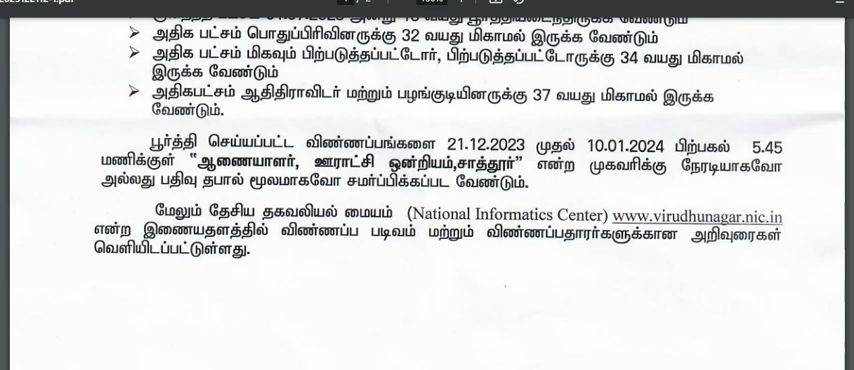 ➤ அதிக பட்சம் பொதுப்பிரிவினருக்கு 32 வயது மிகாமல் இருக்க வேண்டும்
➤ அதிக பட்சம் மிகவும் பிற்படுத்தப்பட்டோர், பிற்படுத்தப்பட்டோருக்கு 34 வயது மிகாமல்
இருக்க வேண்டும்
➤ அதிகபட்சம் ஆதிதிராவிடர் மற்றும் பழங்குடியினருக்கு 37 வயது மிகாமல் இருக்க
வேண்டும்.
பூர்த்தி செய்யப்பட்ட விண்ணப்பங்களை 21.12.2023 முதல் 10.01.2024 பிற்பகல் 5.45
மணிக்குள் "ஆணையாளர், ஊராட்சி ஒன்றியம்,சாத்தூர்" என்ற முகவரிக்கு நேரடியாகவோ
அல்லது பதிவு தபால் மூலமாகவோ சமர்ப்பிக்கப்பட வேண்டும்.
மேலும் தேசிய தகவலியல் மையம் (National Informatics Center) www.virudhunagar.nic.in
என்ற இணையதளத்தில் விண்ணப்ப படிவம் மற்றும் விண்ணப்பதாரர்களுக்கான அறிவுரைகள்
வெளியிடப்பட்டுள்ளது.